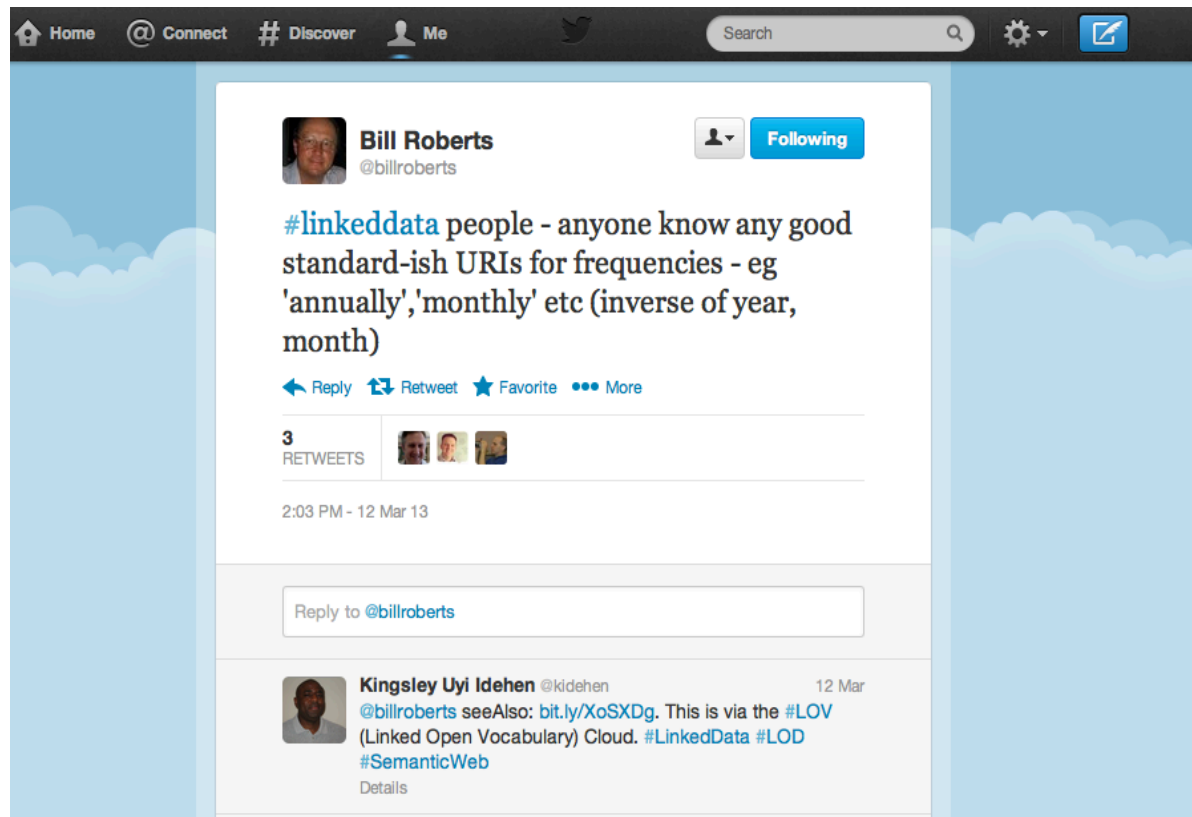 Home @ Connect # Discover Me Search
Bill Roberts Following
@billroberts
#linkeddata people - anyone know any good
standard-ish URIs for frequencies - eg
'annually','monthly' etc (inverse of year,
month)
Reply Retweet Favorite More
3
RETWEETS
2:03 PM - 12 Mar 13
Reply to @billroberts
Kingsley Uyi Idehen @kidehen 12 Mar
@billroberts seeAlso: bit.ly/XoSXDg. This is via the #LOV
(Linked Open Vocabulary) Cloud. #LinkedData #LOD
#SemanticWeb
Details